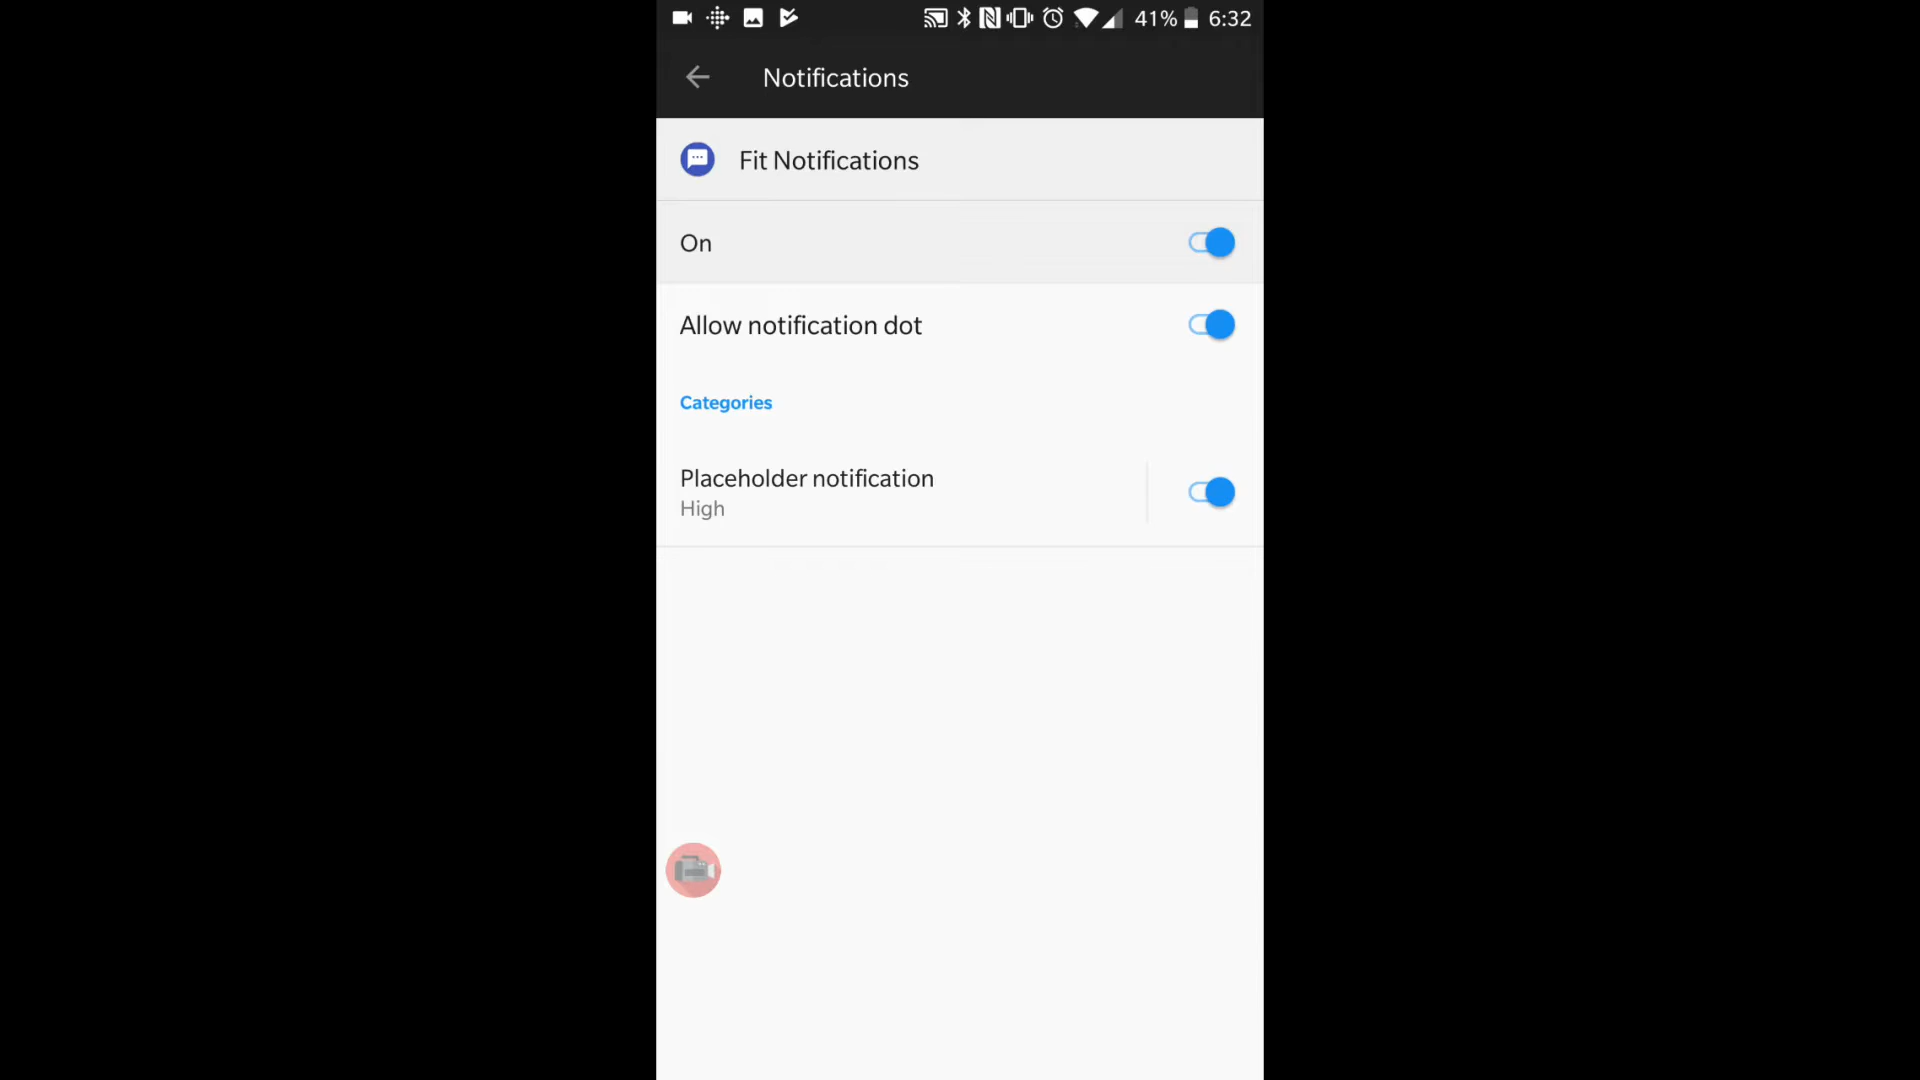 41% 6:32
Notifications
Fit Notifications
On
Allow notification dot
Categories
Placeholder notification
High